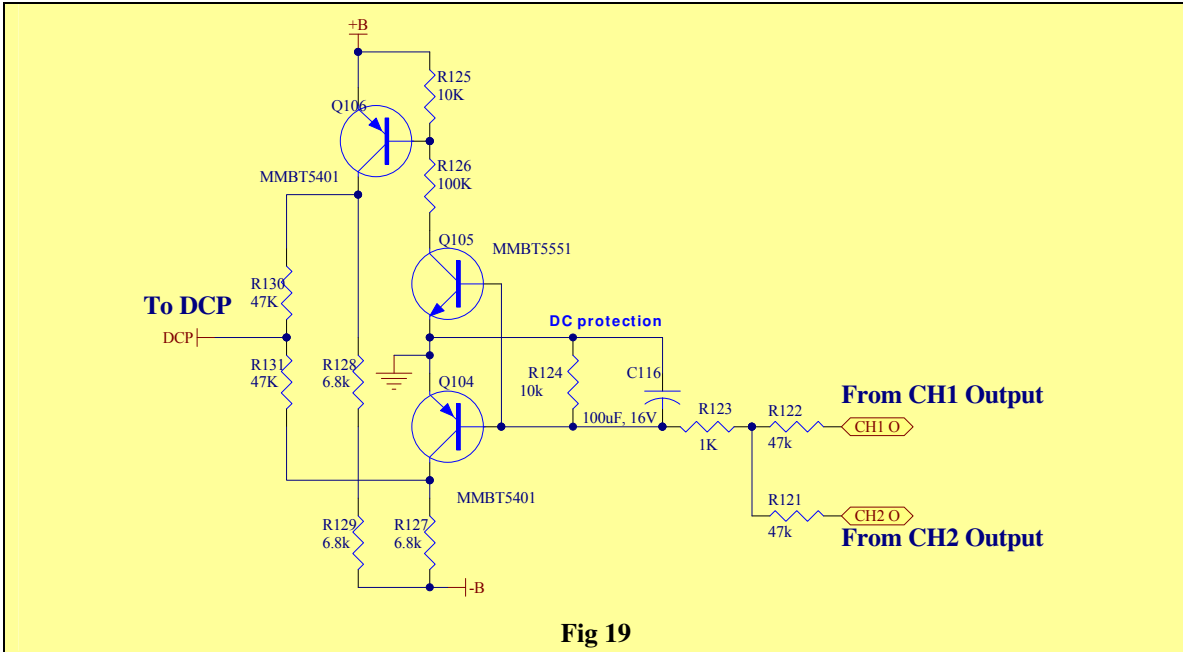 +B
R125
10K
Q106
R126
100K
MMBT5401
Q105
MMBT5551
R130
47K
To DCP
DCP
DC protection
R131
47K
R128
6.8k
R124
10k
C116
Q104
100uF, 16V
R123
1K
From CH1 Output
R122
CH1 O
47k
R121
CH2 O
47k
From CH2 Output
MMBT5401
R129
6.8k
R127
6.8k
-B
Fig 19